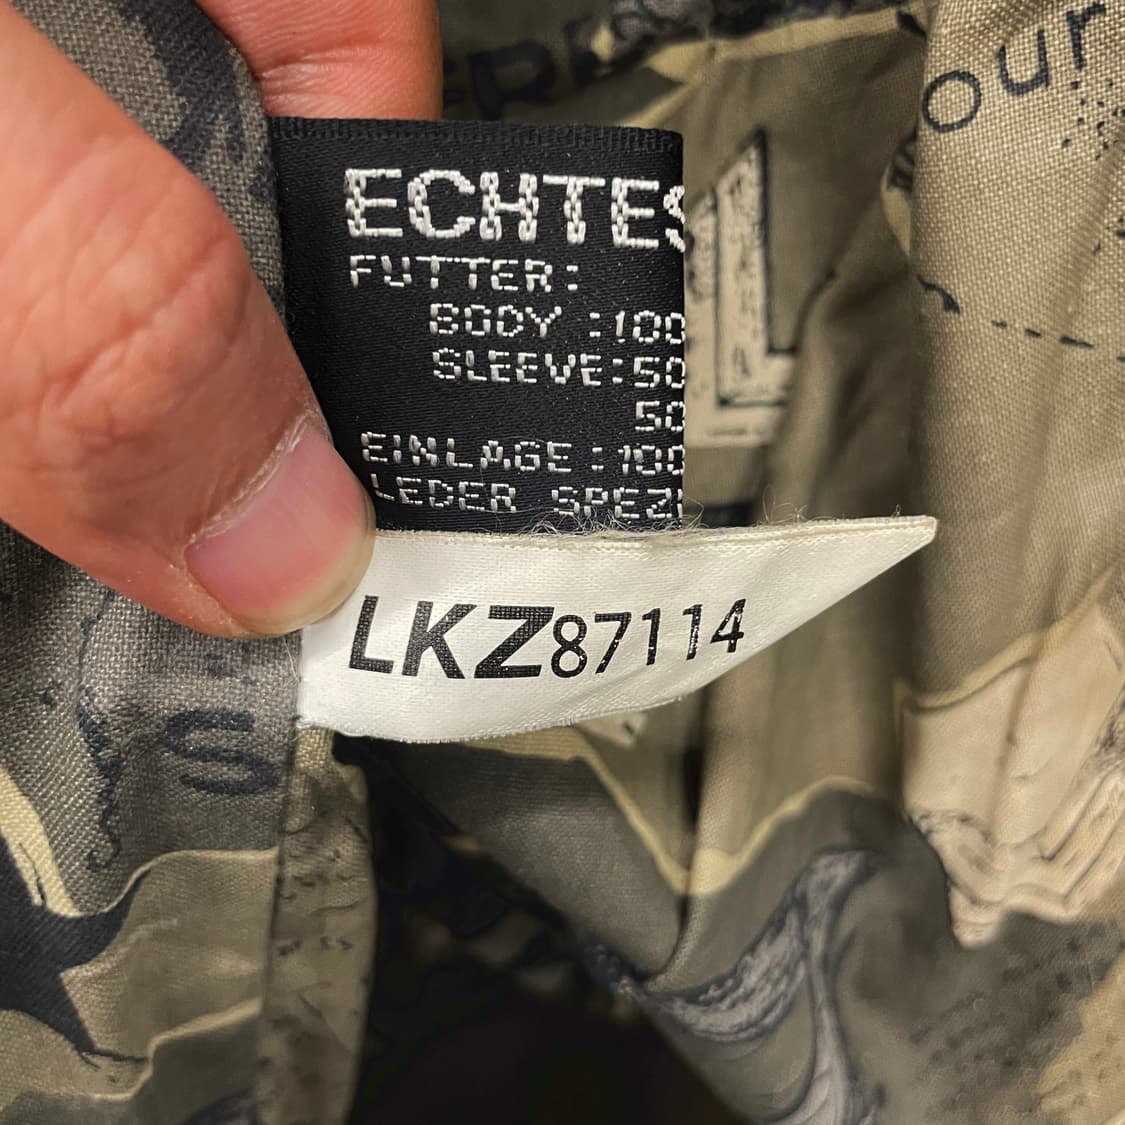 ECHTES
FUTTER:
BODY :100
SLEEVE:50
50
EINLAGE :100
LEDER SPEZI
LKZ87114
our